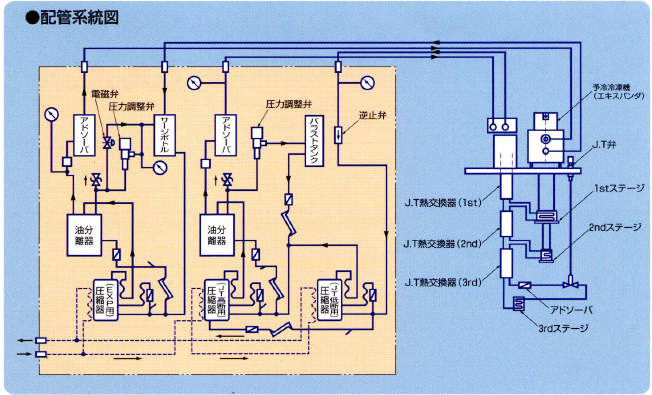 ●配管系統図
電磁弁
圧力調整弁
アドソーバ
サージボトル
アドソーバ
圧力調整弁
バラストタンク
逆止弁
予冷冷凍機
(エキスパンダ)
J.T弁
1stステージ
2ndステージ
J.T熱交換器(1st)
J.T熱交換器(2nd)
J.T熱交換器(3rd)
アドソーバ
3rdステージ
油分離器
油分離器
圧縮器(EXP用)
圧縮器(JT高圧用)
圧縮器(JT低圧用)